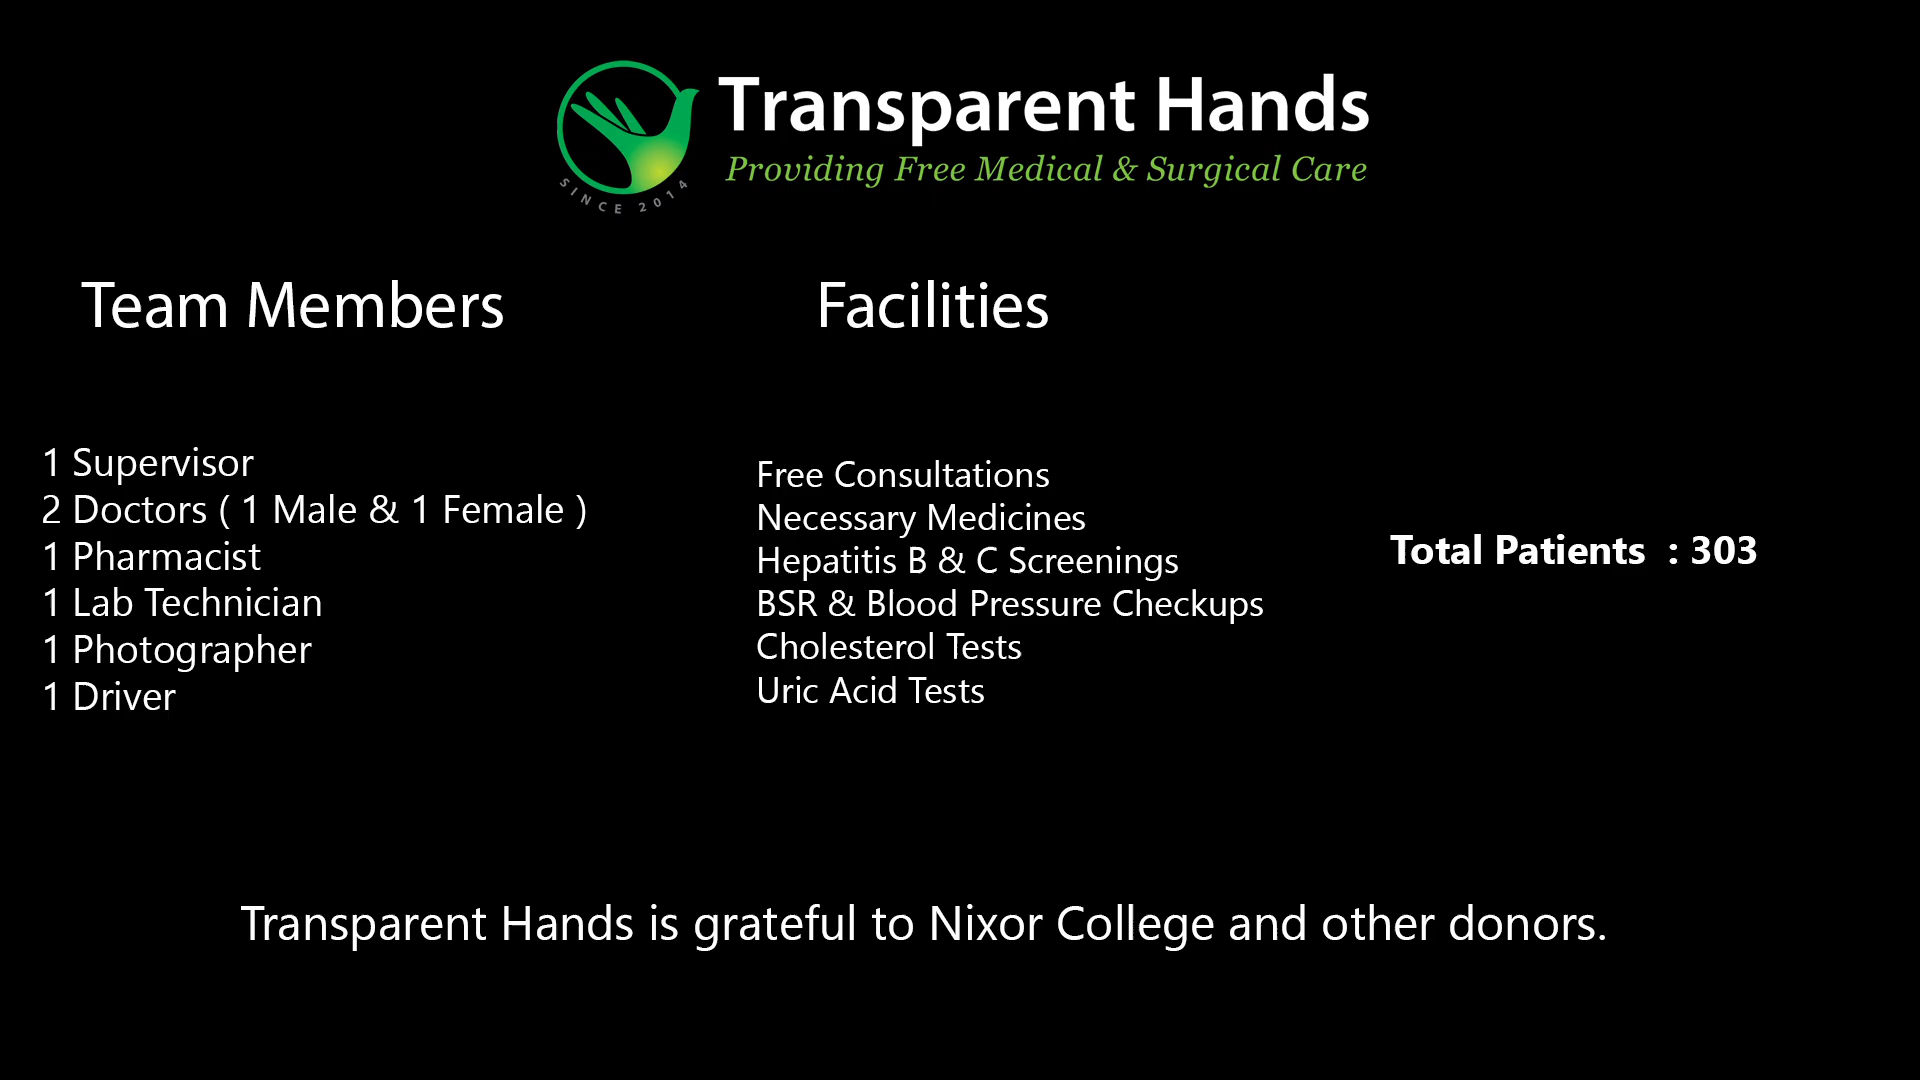 Transparent Hands
Providing Free Medical & Surgical Care
SINCE 2014
Team Members
1 Supervisor
2 Doctors ( 1 Male & 1 Female )
1 Pharmacist
1 Lab Technician
1 Photographer
1 Driver
Facilities
Free Consultations
Necessary Medicines
Hepatitis B & C Screenings
BSR & Blood Pressure Checkups
Cholesterol Tests
Uric Acid Tests
Total Patients  : 303
Transparent Hands is grateful to Nixor College and other donors.